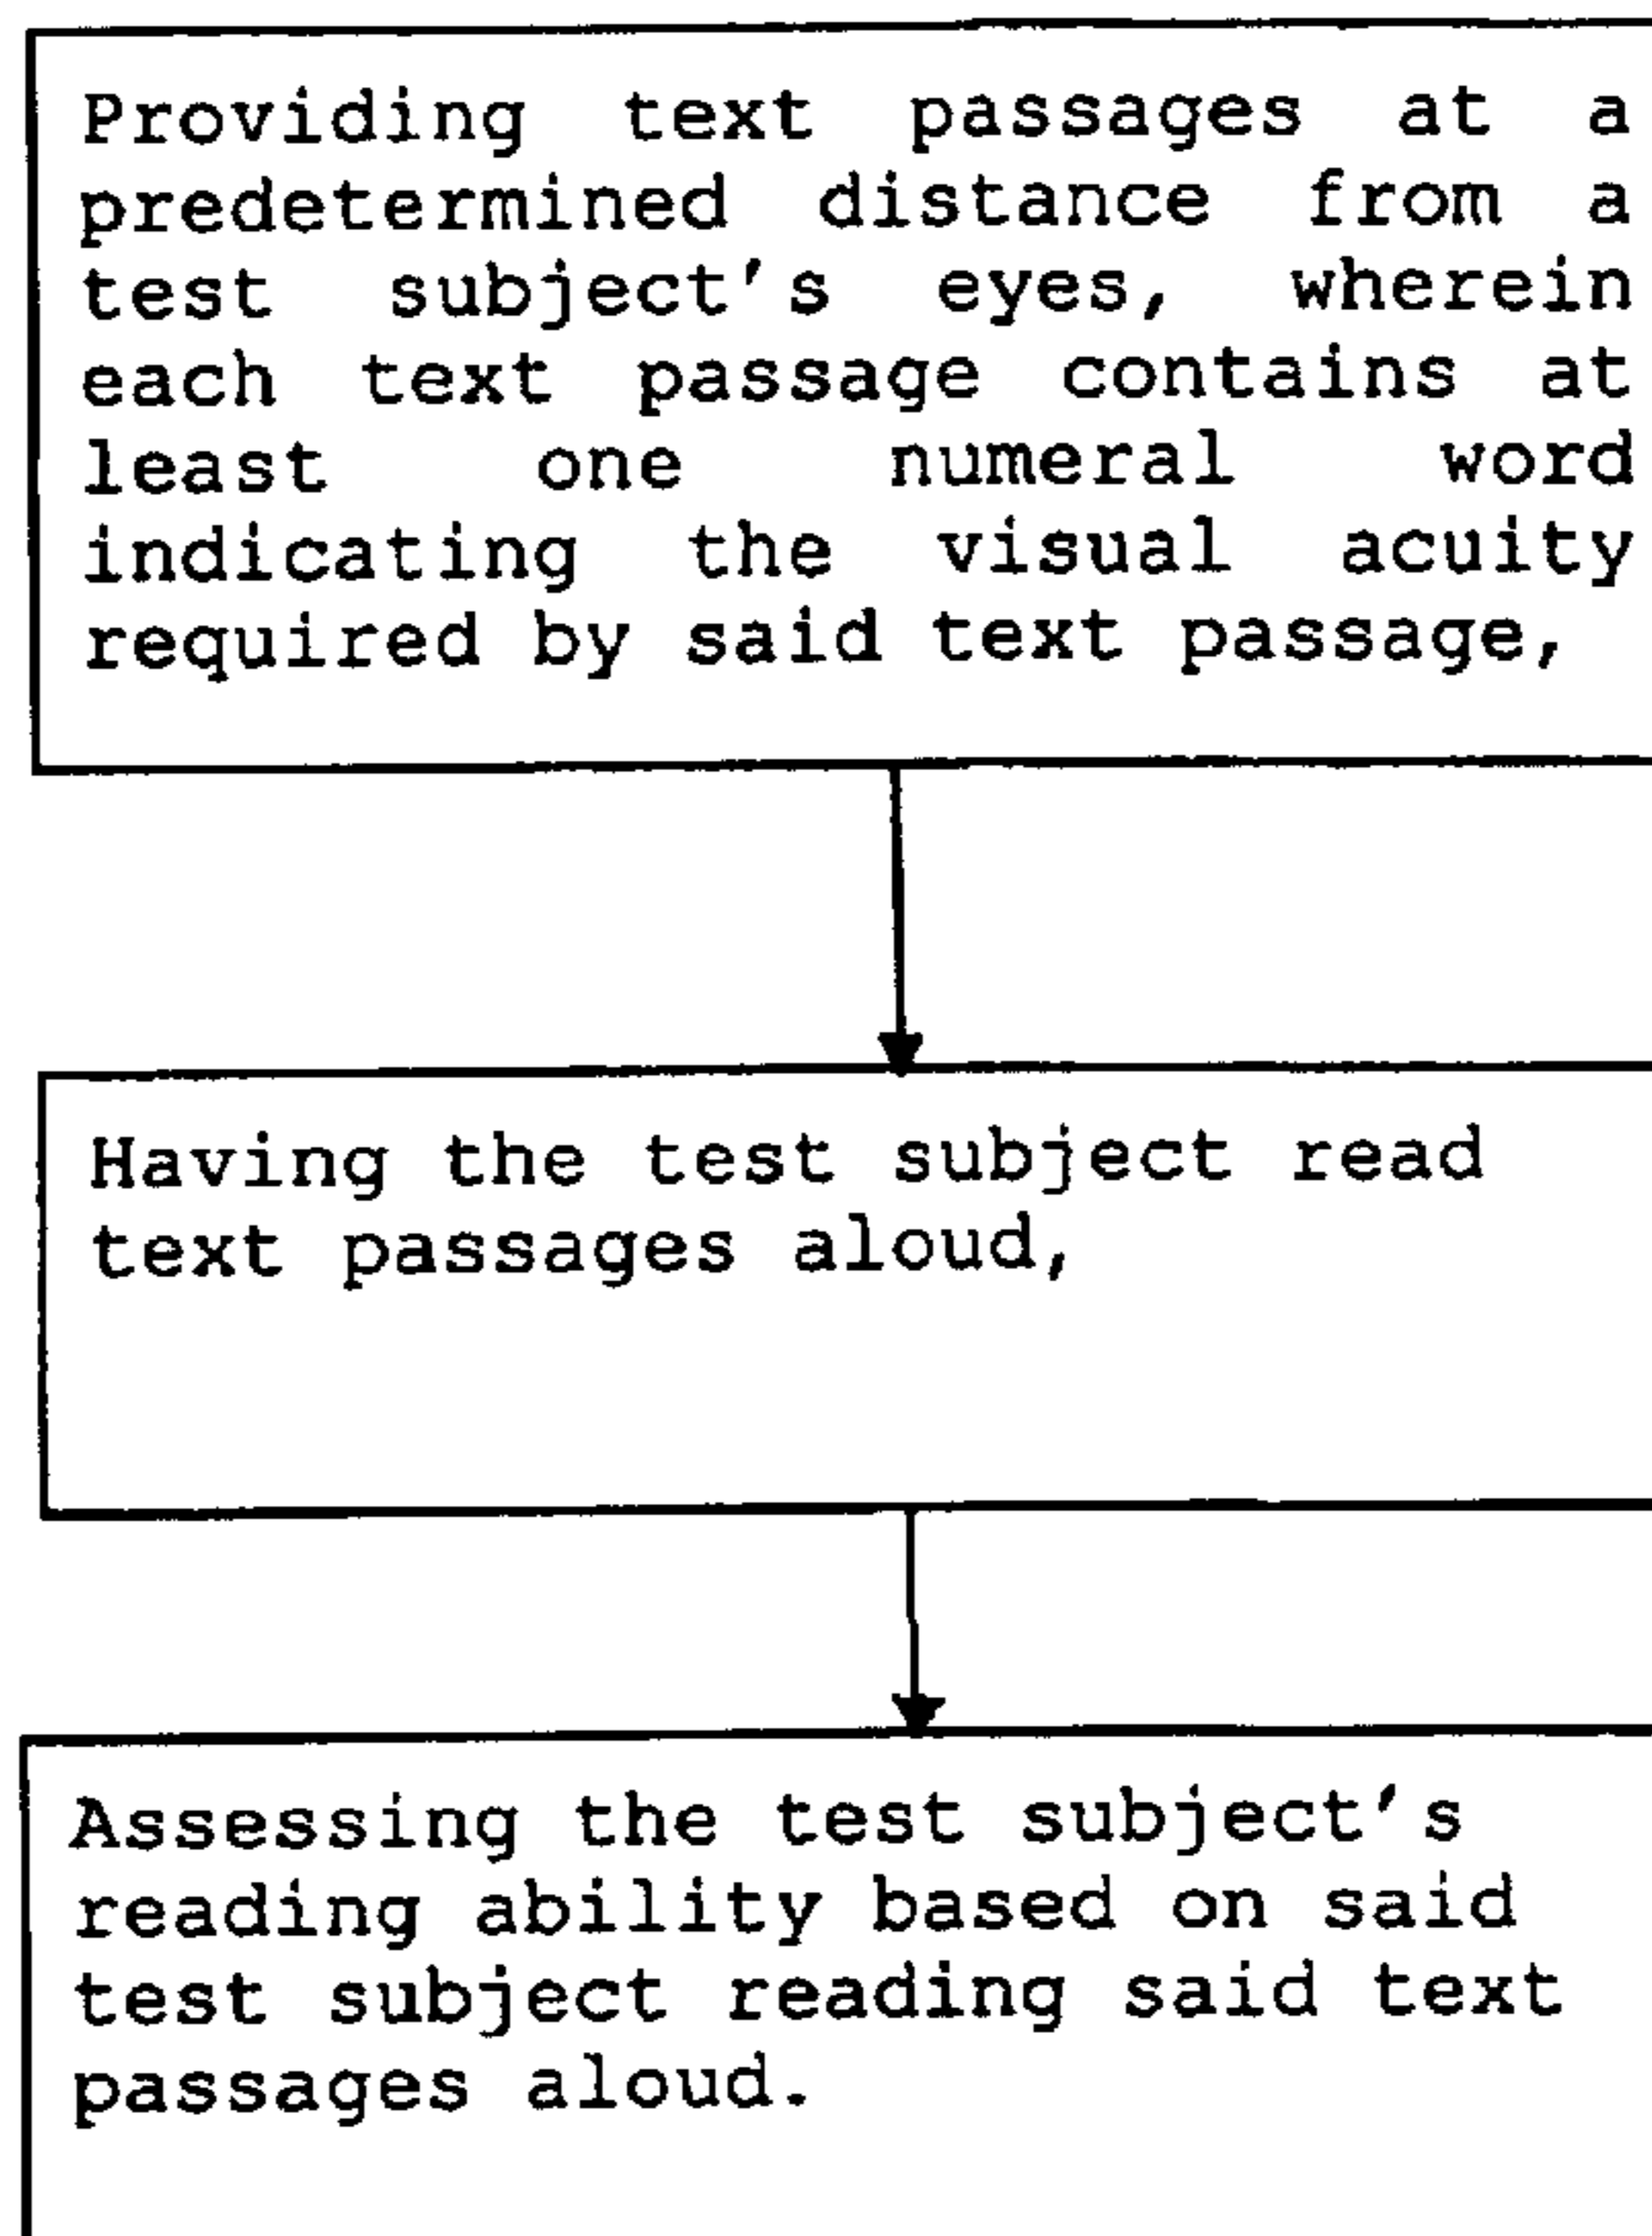 Providing text passages at a
predetermined distance from a
test subject's eyes, wherein
each text passage contains at
least one numeral word
indicating the visual acuity
required by said text passage,
Having the test subject read
text passages aloud,
Assessing the test subject's
reading ability based on said
test subject reading said text
passages aloud.